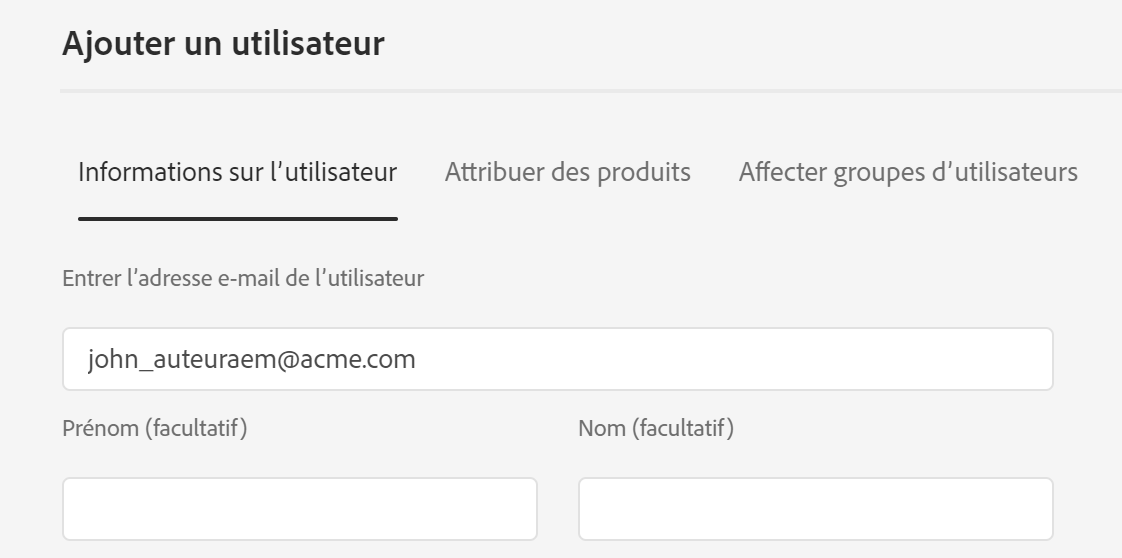 Ajouter un utilisateur
Informations sur l’utilisateur Attribuer des produits Affecter groupes d’utilisateurs
Entrer l’adresse e-mail de l’utilisateur
john_auteuraem@acme.com
Prénom (facultatif) Nom (facultatif)